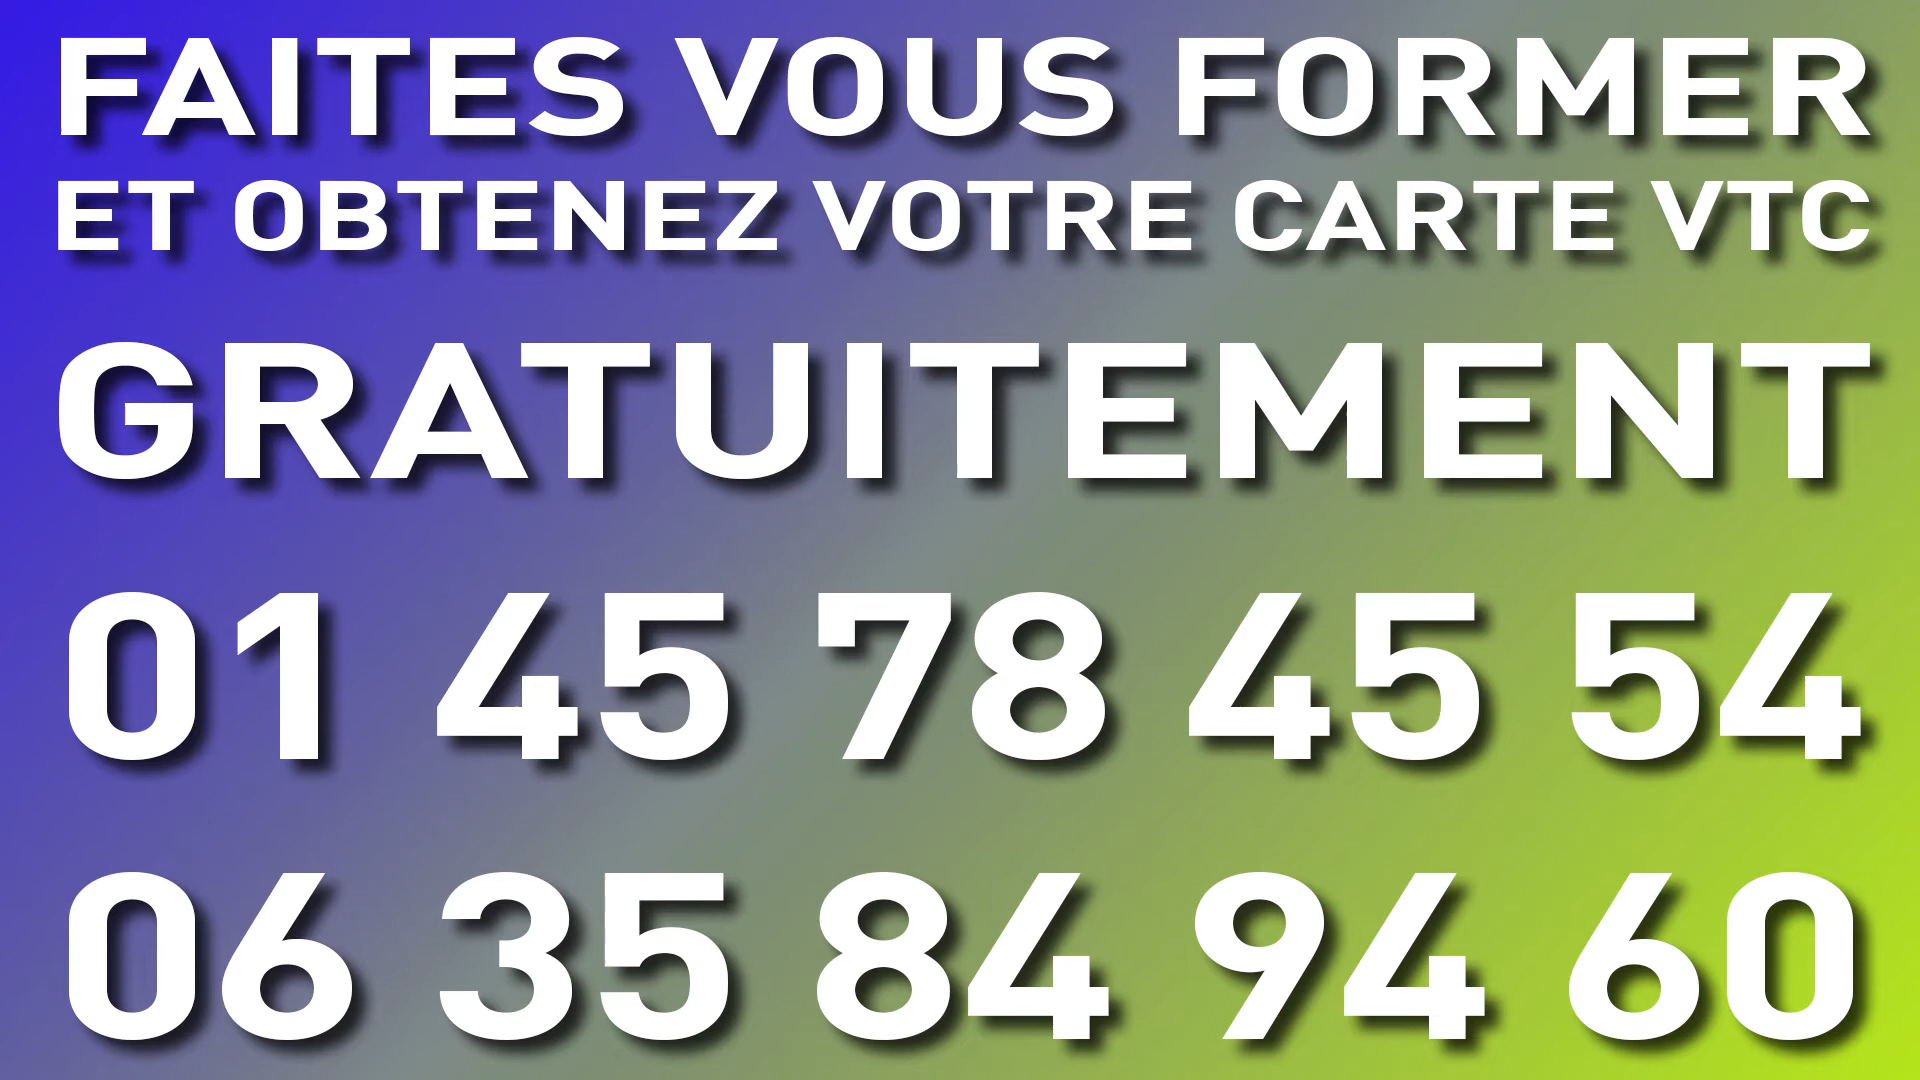 FAITES VOUS FORMER
ET OBTENEZ VOTRE CARTE VTC
GRATUITEMENT
01 45 78 45 54
06 35 84 94 60